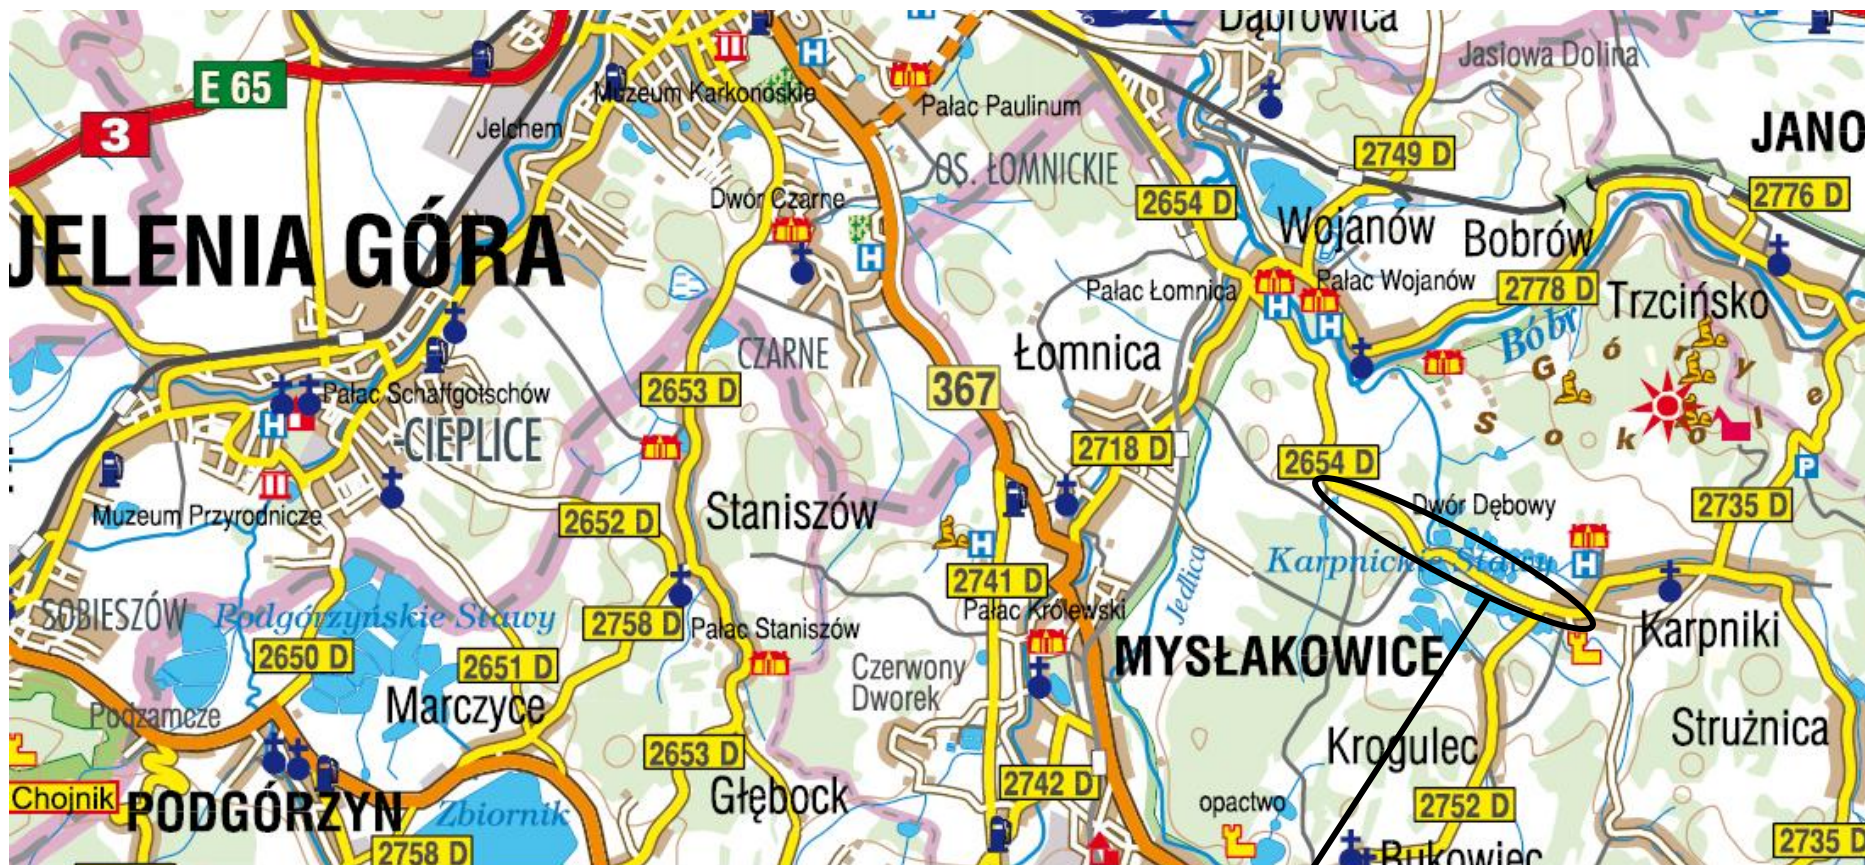 Dąbrowica
Jasiowa Dolina
E 65
3
Jelchem
Muzeum Karkonoskie
Pałac Paulinum
JANO
OS. ŁOMNICKIE
2749 D
2776 D
2654 D
Dwór Czarne
JELENIA GÓRA
Wojanów
Bobrów
Pałac Łomnica
Pałac Wojanów
2778 D
Trzcińsko
Bóbr
CZARNE
Łomnica
367
2653 D
Pałac Schaffgotschów
-CIEPLICE
Góry
Sokole
2718 D
2654 D
P
Muzeum Przyrodnicze
2652 D
Staniszów
Dwór Dębowy
2735 D
Karpnickie Stawy
Jedlica
2741 D
Pałac Królewski
SOBIESZÓW
Podgórzyńskie Stawy
2758 D
Pałac Staniszów
MYSŁAKOWICE
Karpniki
2650 D
2651 D
Czerwony
Dworek
Podzamcze
Marczyce
Krogulec
Strużnica
2653 D
2742 D
Chojnik
PODGÓRZYN
Zbiornik
Głębock
opactwo
2752 D
2758 D
Bukowiec
2735 D
H
H
H
H
H
H
H
H